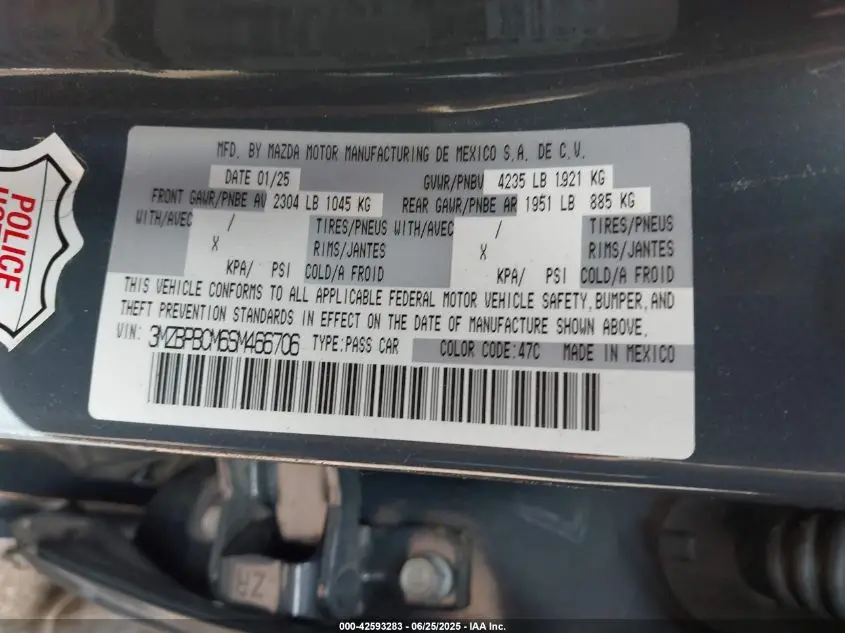 MFD. BY MAZDA MOTOR MANUFACTURING DE MEXICO S.A. DE C.V.
DATE 01/25 GVWR/PNBV 4235 LB 1921 KG
FRONT GAWR/PNBE AV 2304 LB 1045 KG REAR GAWR/PNBE AR 1951 LB 885 KG
WITH/AVEC / TIRES/PNEUS WITH/AVEC / TIRES/PNEUS
X RIMS/JANTES X RIMS/JANTES
KPA/ PSI COLD/A FROID KPA/ PSI COLD/A FROID
THIS VEHICLE CONFORMS TO ALL APPLICABLE FEDERAL MOTOR VEHICLE SAFETY, BUMPER, AND
THEFT PREVENTION STANDARDS IN EFFECT ON THE DATE OF MANUFACTURE SHOWN ABOVE.
VIN: 3MZBPBCM6SM466706 TYPE:PASS CAR COLOR CODE:47C MADE IN MEXICO
POLICE
ZR
000-42593283 - 06/25/2025 - IAA, Inc.